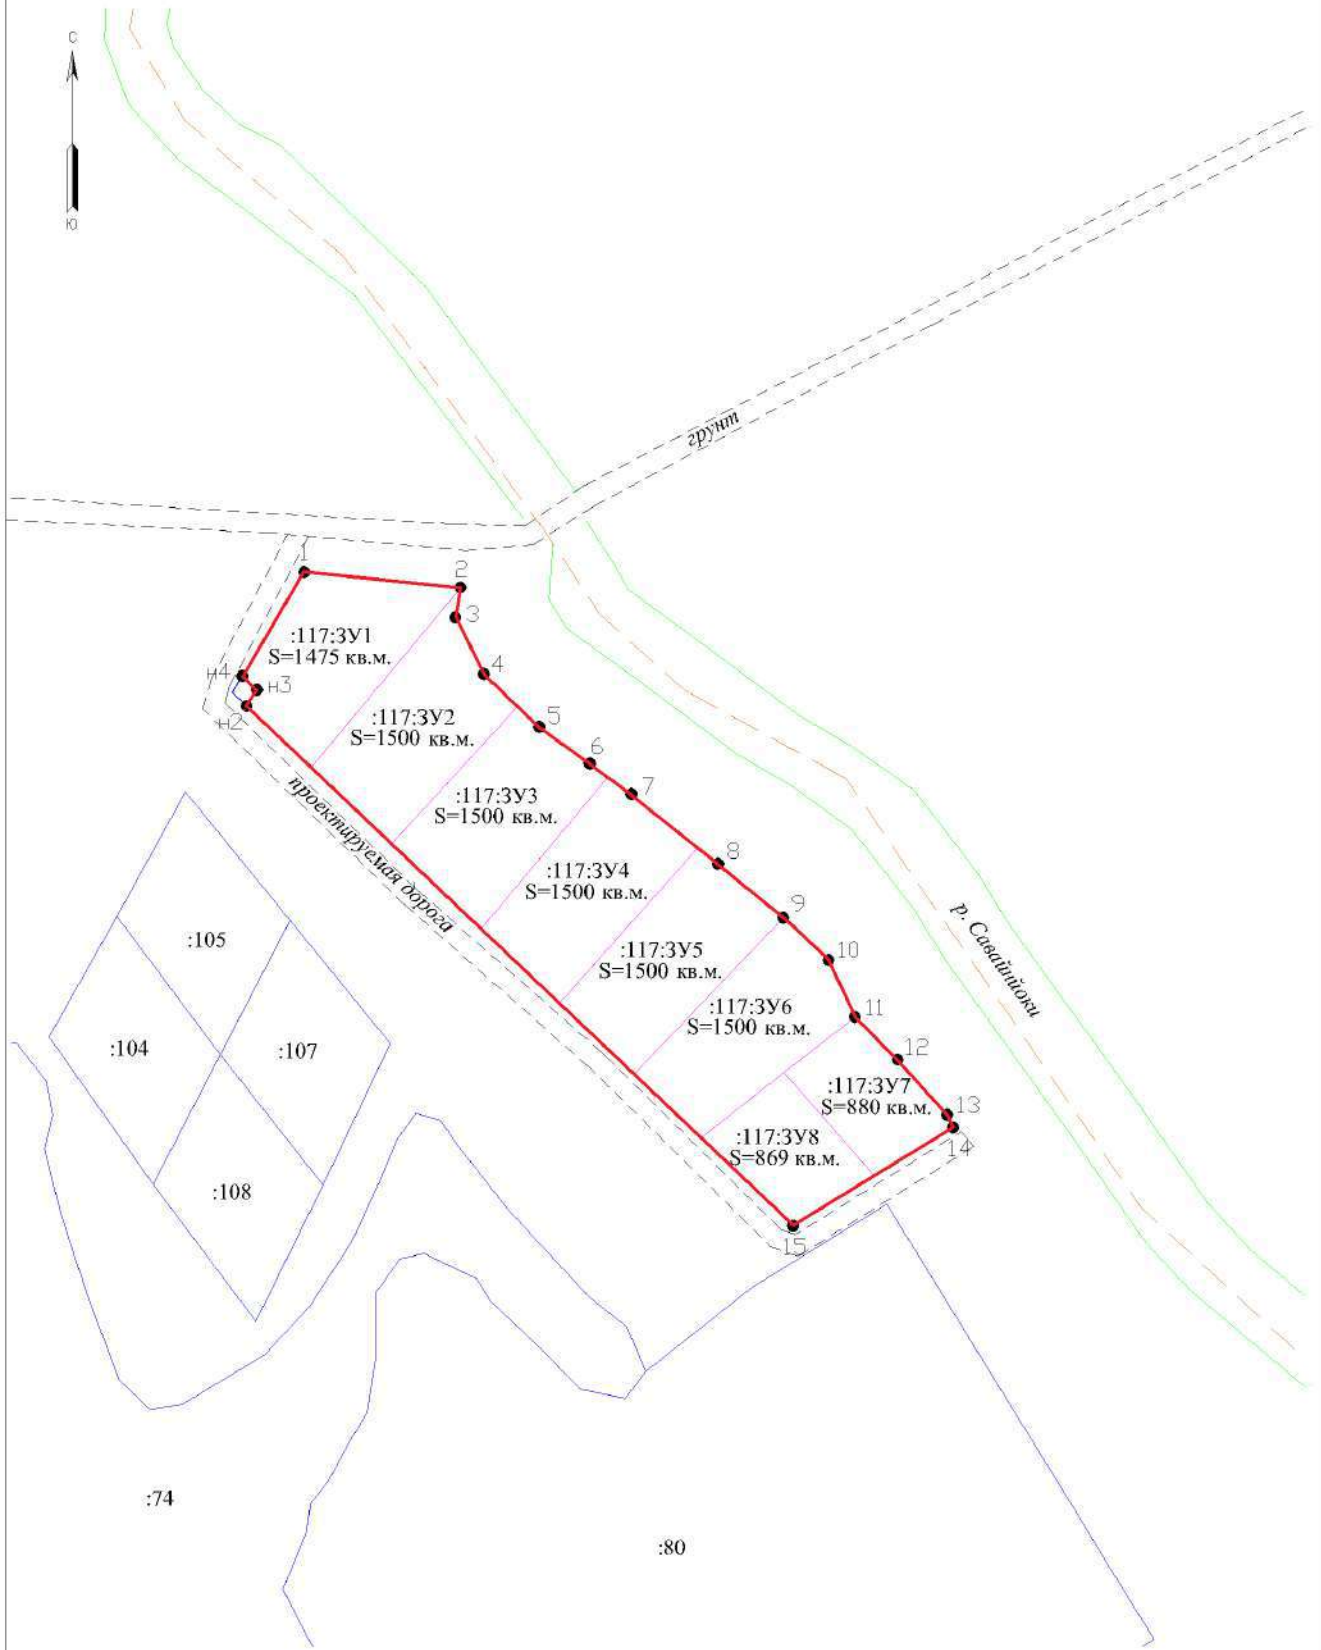 С
Ю
грунт
1
2
3
:117:ЗУ1
S=1475 кв.м.
н4
н3
4
н2
:117:ЗУ2
S=1500 кв.м.
5
6
7
:117:ЗУ3
S=1500 кв.м.
проектируемая дорога
8
:117:ЗУ4
S=1500 кв.м.
9
р. Савайнйоки
:105
10
:117:ЗУ5
S=1500 кв.м.
:117:ЗУ6
S=1500 кв.м.
11
:104
:107
12
:117:ЗУ7
S=880 кв.м.
13
:117:ЗУ8
S=869 кв.м.
14
:108
15
:74
:80